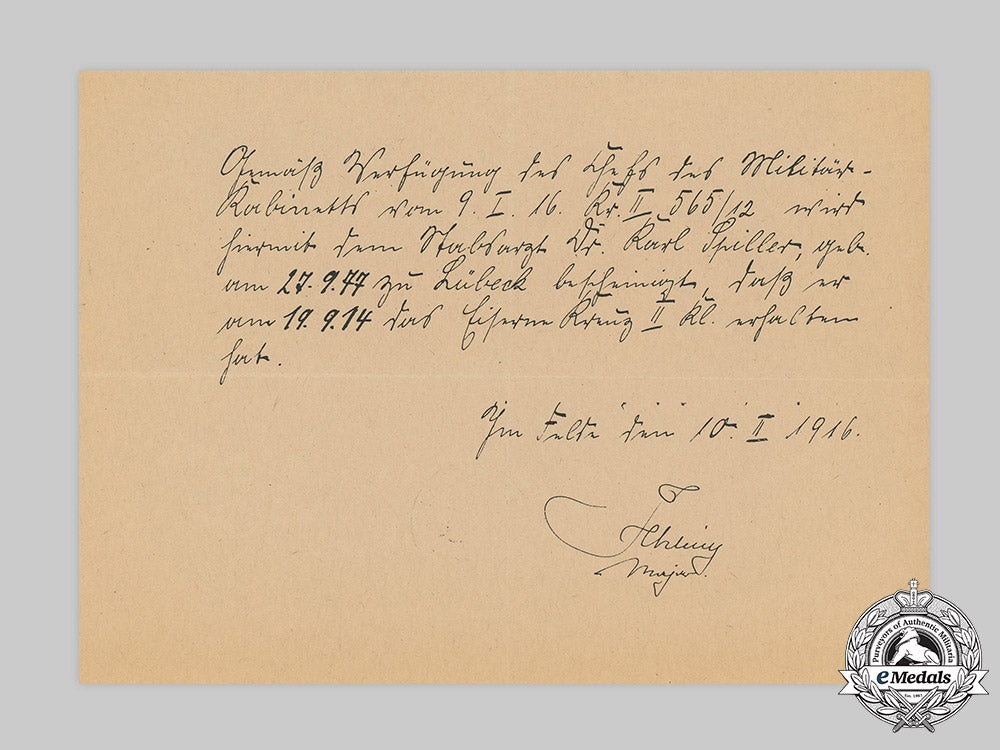 Gemäß Verfügung des Chefs des Militär-
Kabinetts vom 9. I. 16. Nr. II 565/12 wird
hiermit dem Stabsarzt Dr. Karl Spiller, geb.
am 27.9.77 zu Lübeck bescheinigt, daß er
am 19.9.14 das Eiserne Kreuz II Kl. erhalten
hat.
Im Felde den 10. II 1916.
Major.
Purveyors of Authentic Militaria
eMedals